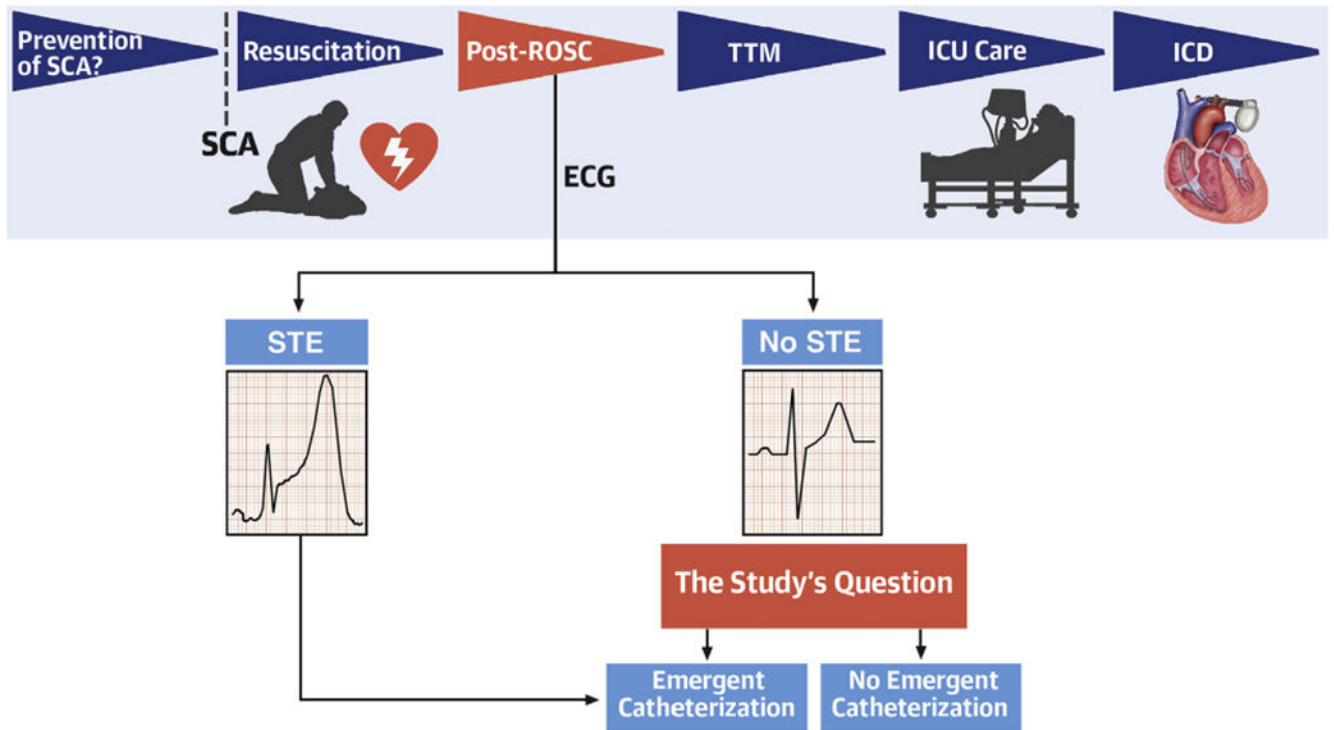 Prevention
of SCA?
Resuscitation
Post-ROSC
TTM
ICU Care
ICD
SCA
ECG
STE
No STE
The Study's Question
Emergent
Catheterization
No Emergent
Catheterization